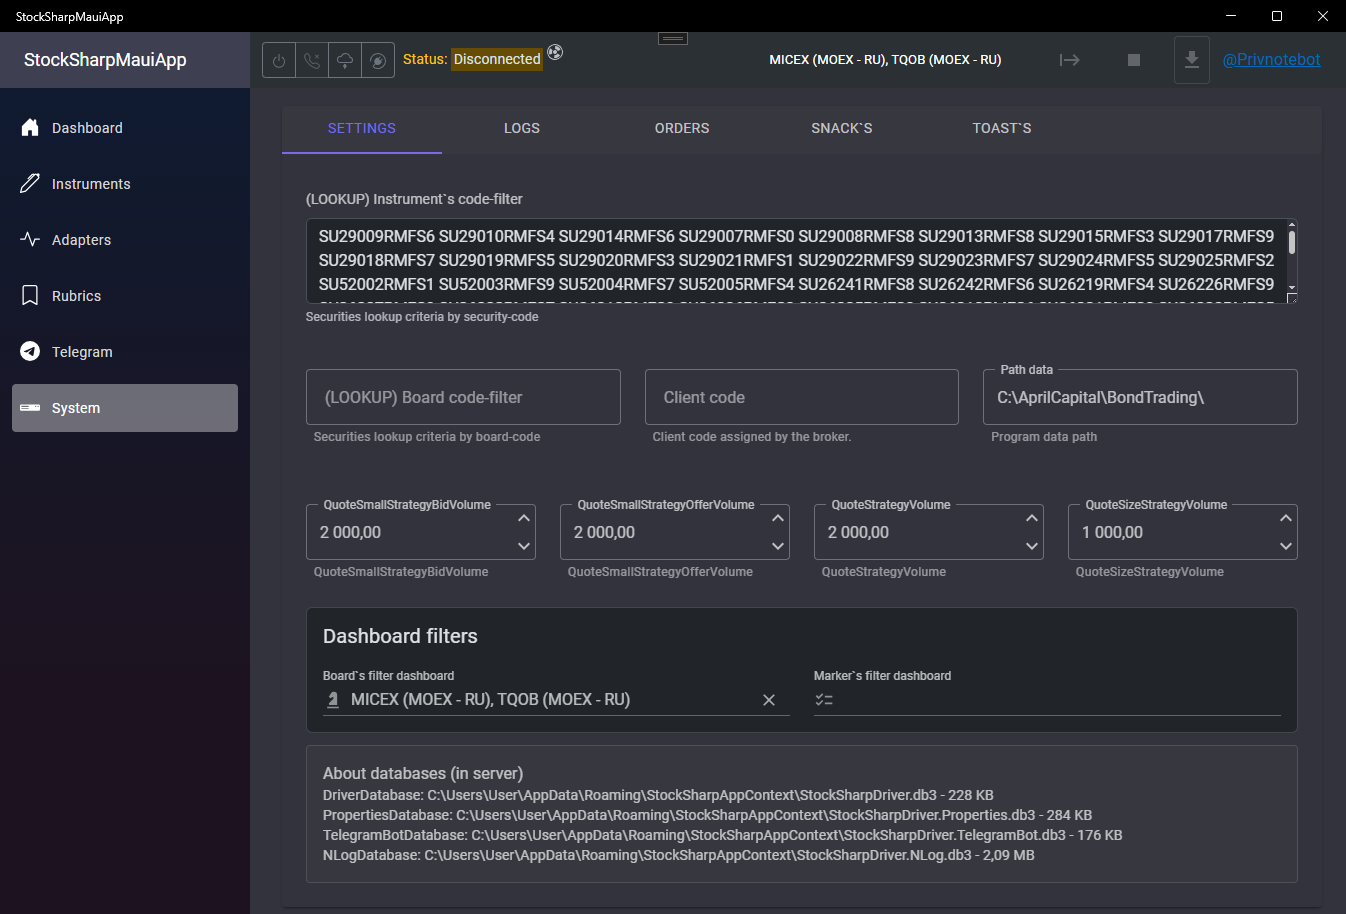 StockSharpMauiApp
StockSharpMauiApp
Status: Disconnected
MICEX (MOEX - RU), TQOB (MOEX - RU)
@Privnotebot
Dashboard
Instruments
Adapters
Rubrics
Telegram
System
SETTINGS
LOGS
ORDERS
SNACK`S
TOAST`S
(LOOKUP) Instrument`s code-filter
SU29009RMFS6 SU29010RMFS4 SU29014RMFS6 SU29007RMFS0 SU29008RMFS8 SU29013RMFS8 SU29015RMFS3 SU29017RMFS9
SU29018RMFS7 SU29019RMFS5 SU29020RMFS3 SU29021RMFS1 SU29022RMFS9 SU29023RMFS7 SU29024RMFS5 SU29025RMFS2
SU52002RMFS1 SU52003RMFS9 SU52004RMFS7 SU52005RMFS4 SU26241RMFS8 SU26242RMFS6 SU26219RMFS4 SU26226RMFS9
Securities lookup criteria by security-code
(LOOKUP) Board code-filter
Securities lookup criteria by board-code
Client code
Client code assigned by the broker.
Path data
C:\AprilCapital\BondTrading\
Program data path
QuoteSmallStrategyBidVolume
2 000,00
QuoteSmallStrategyBidVolume
QuoteSmallStrategyOfferVolume
2 000,00
QuoteSmallStrategyOfferVolume
QuoteStrategyVolume
2 000,00
QuoteStrategyVolume
QuoteSizeStrategyVolume
1 000,00
QuoteSizeStrategyVolume
Dashboard filters
Board`s filter dashboard
MICEX (MOEX - RU), TQOB (MOEX - RU)
Marker`s filter dashboard
About databases (in server)
DriverDatabase: C:\Users\User\AppData\Roaming\StockSharpAppContext\StockSharpDriver.db3 - 228 KB
PropertiesDatabase: C:\Users\User\AppData\Roaming\StockSharpAppContext\StockSharpDriver.Properties.db3 - 284 KB
TelegramBotDatabase: C:\Users\User\AppData\Roaming\StockSharpAppContext\StockSharpDriver.TelegramBot.db3 - 176 KB
NLogDatabase: C:\Users\User\AppData\Roaming\StockSharpAppContext\StockSharpDriver.NLog.db3 - 2,09 MB